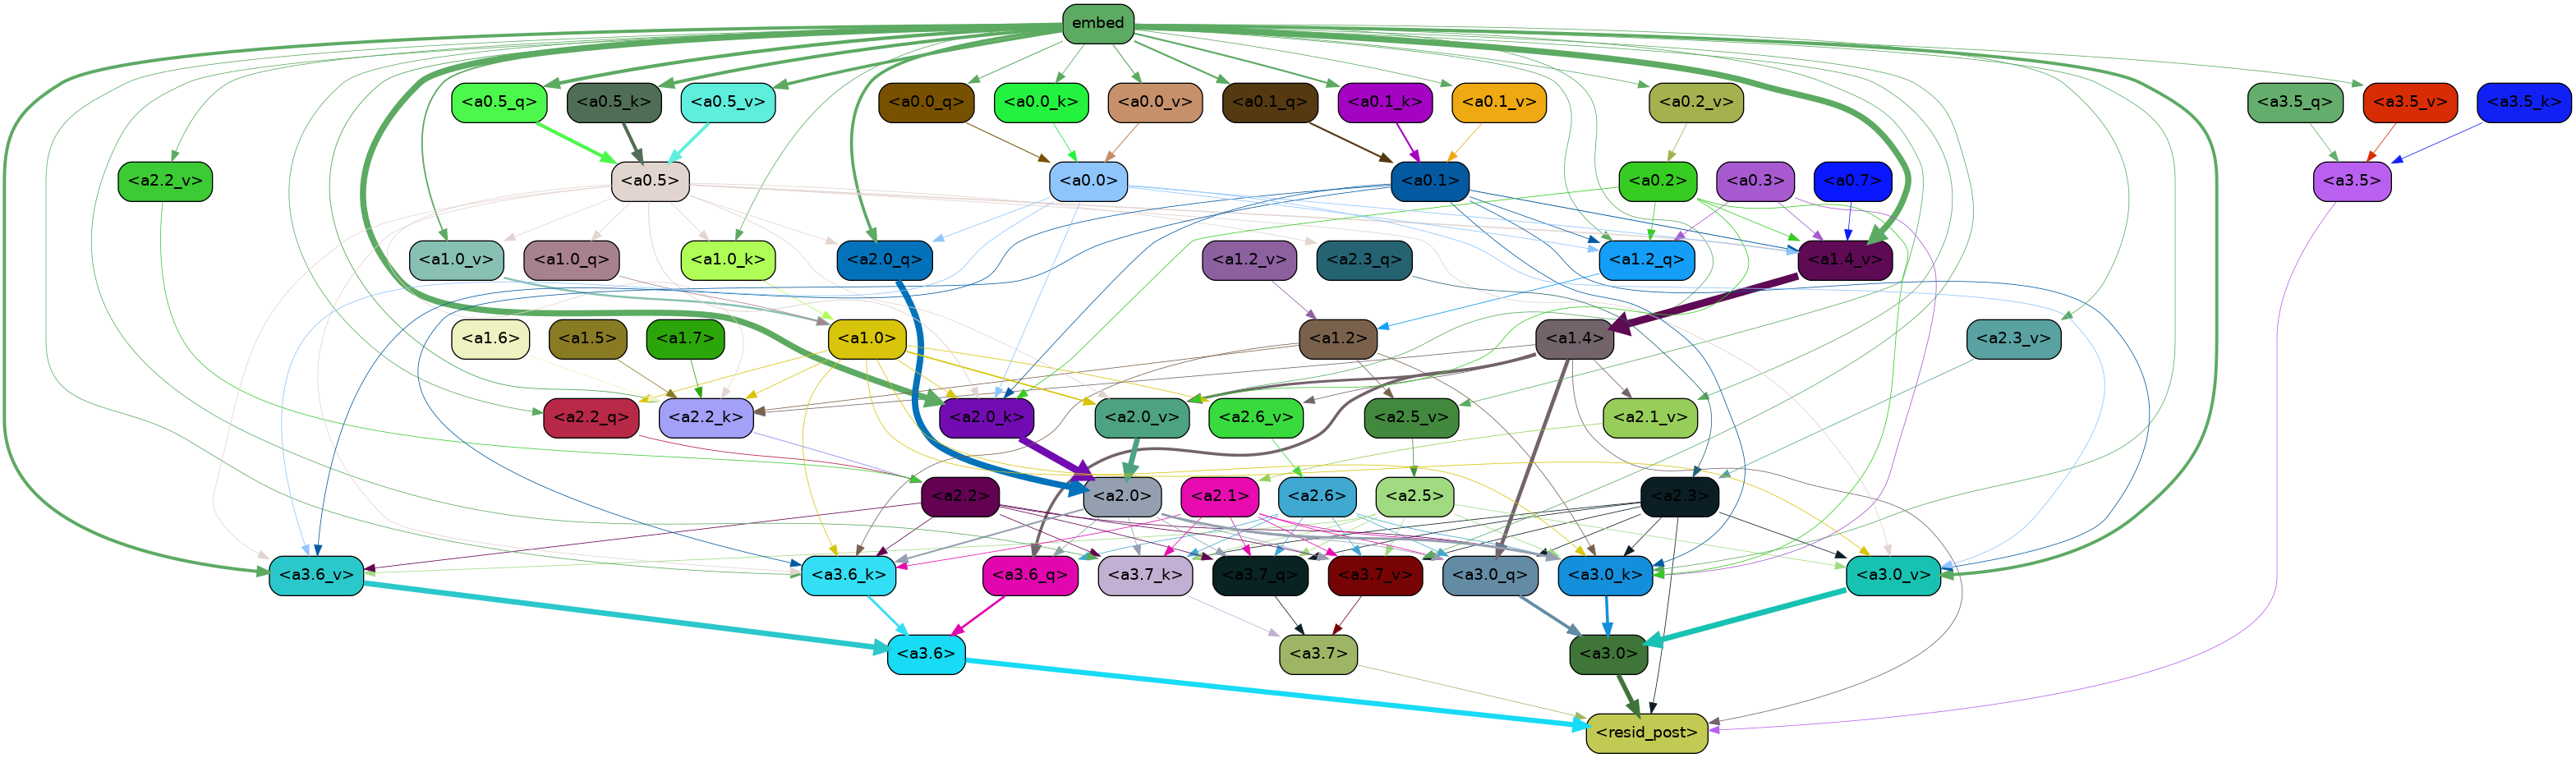 embed
<a0.5_q> <a0.5_k> <a0.5_v> <a0.0_q> <a0.0_k> <a0.0_v> <a0.1_q> <a0.1_k> <a0.1_v> <a0.2_v> <a3.5_q> <a3.5_v> <a3.5_k>
<a2.2_v> <a0.5> <a0.0> <a0.1> <a0.2> <a0.3> <a0.7> <a3.5>
<a1.0_v> <a1.0_q> <a1.0_k> <a2.0_q> <a1.2_v> <a2.3_q> <a1.2_q> <a1.4_v>
<a1.6> <a1.5> <a1.7> <a1.0> <a1.2> <a1.4> <a2.3_v>
<a2.2_q> <a2.2_k> <a2.0_k> <a2.0_v> <a2.6_v> <a2.5_v> <a2.1_v>
<a2.2> <a2.0> <a2.1> <a2.6> <a2.5> <a2.3>
<a3.6_v> <a3.6_k> <a3.6_q> <a3.7_k> <a3.7_q> <a3.7_v> <a3.0_q> <a3.0_k> <a3.0_v>
<a3.6> <a3.7> <a3.0>
<resid_post>